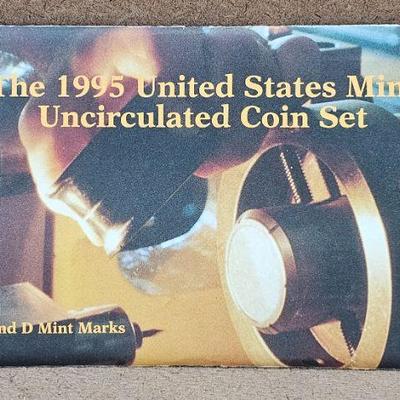 The 1995 United States Min
Uncirculated Coin Set
nd D Mint Marks